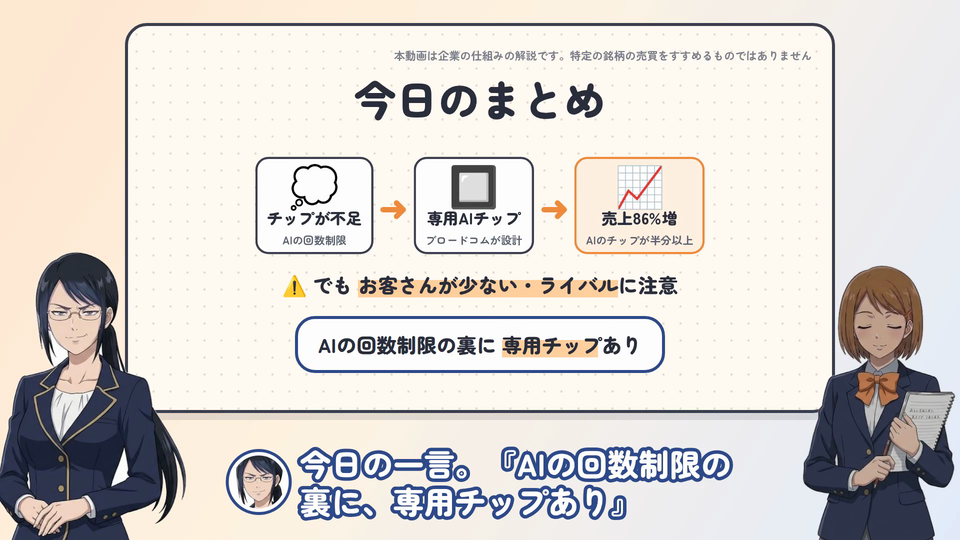 本動画は企業の仕組みの解説です。特定の銘柄の売買をすすめるものではありません
今日のまとめ
チップが不足
AIの回数制限
専用AIチップ
ブロードコムが設計
売上86%増
AIのチップが半分以上
でも お客さんが少ない・ライバルに注意
AIの回数制限の裏に 専用チップあり
今日の一言。『AIの回数制限の
裏に、専用チップあり』